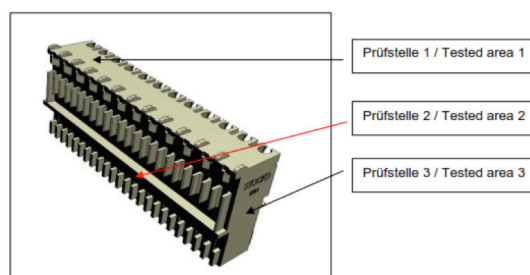 Prüfstelle 1 / Tested area 1
Prüfstelle 2 / Tested area 2
Prüfstelle 3 / Tested area 3